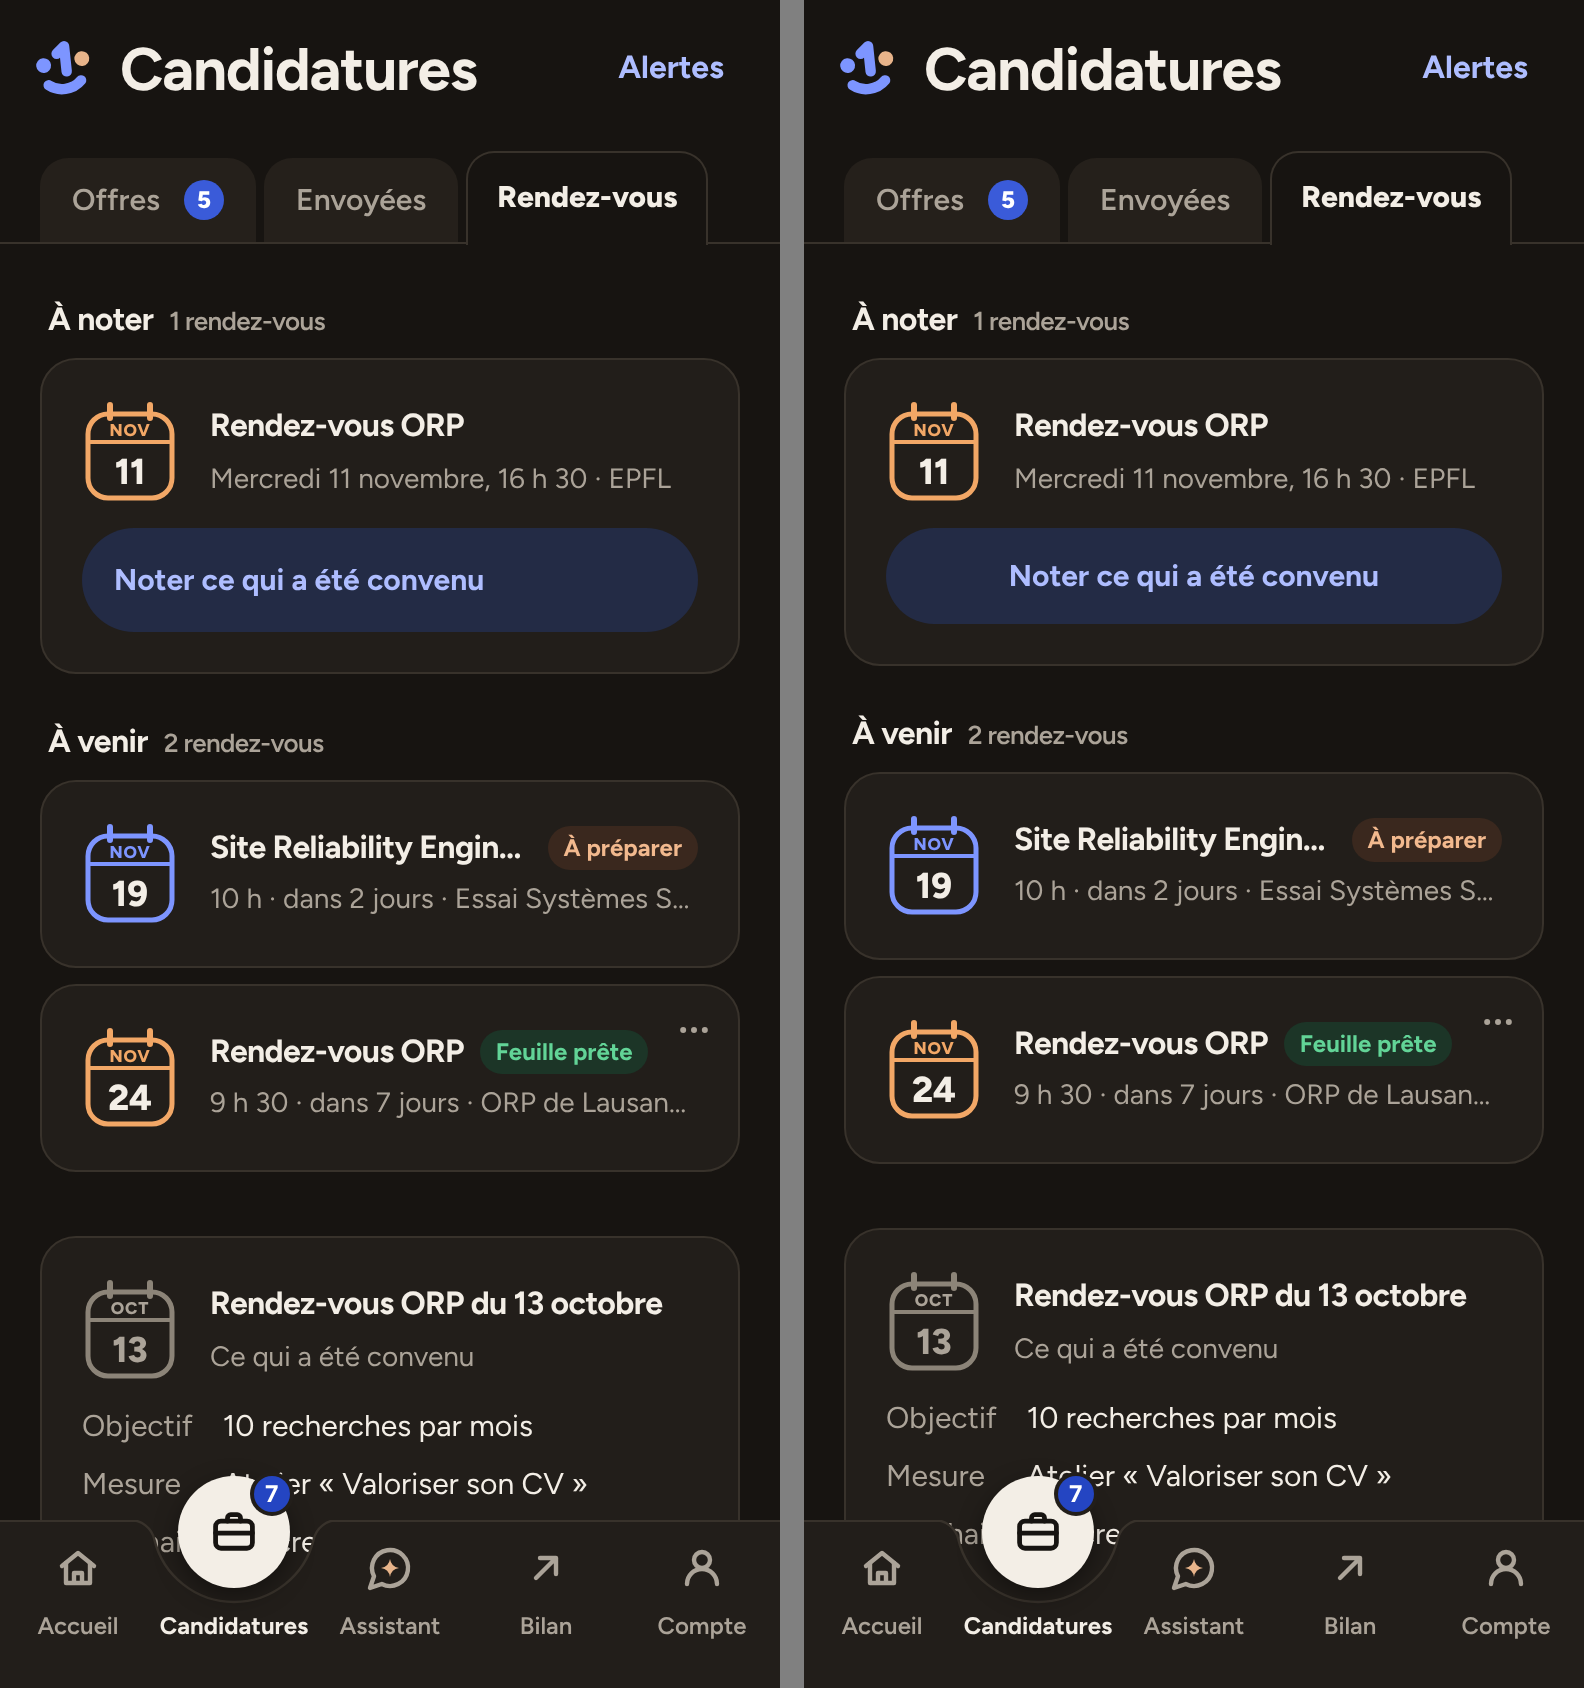 Candidatures
Alertes
Offres 5
Envoyées
Rendez-vous
À noter 1 rendez-vous
NOV
11
Rendez-vous ORP
Mercredi 11 novembre, 16 h 30 · EPFL
Noter ce qui a été convenu
À venir 2 rendez-vous
NOV
19
Site Reliability Engin...
À préparer
10 h · dans 2 jours · Essai Systèmes S...
NOV
24
Rendez-vous ORP
Feuille prête
9 h 30 · dans 7 jours · ORP de Lausan...
OCT
13
Rendez-vous ORP du 13 octobre
Ce qui a été convenu
Objectif 10 recherches par mois
Mesure « Valoriser son CV »
7
Accueil
Candidatures
Assistant
Bilan
Compte
Candidatures
Alertes
Offres 5
Envoyées
Rendez-vous
À noter 1 rendez-vous
NOV
11
Rendez-vous ORP
Mercredi 11 novembre, 16 h 30 · EPFL
Noter ce qui a été convenu
À venir 2 rendez-vous
NOV
19
Site Reliability Engin...
À préparer
10 h · dans 2 jours · Essai Systèmes S...
NOV
24
Rendez-vous ORP
Feuille prête
9 h 30 · dans 7 jours · ORP de Lausan...
OCT
13
Rendez-vous ORP du 13 octobre
Ce qui a été convenu
Objectif 10 recherches par mois
Mesure Atelier « Valoriser son CV »
7
Accueil
Candidatures
Assistant
Bilan
Compte